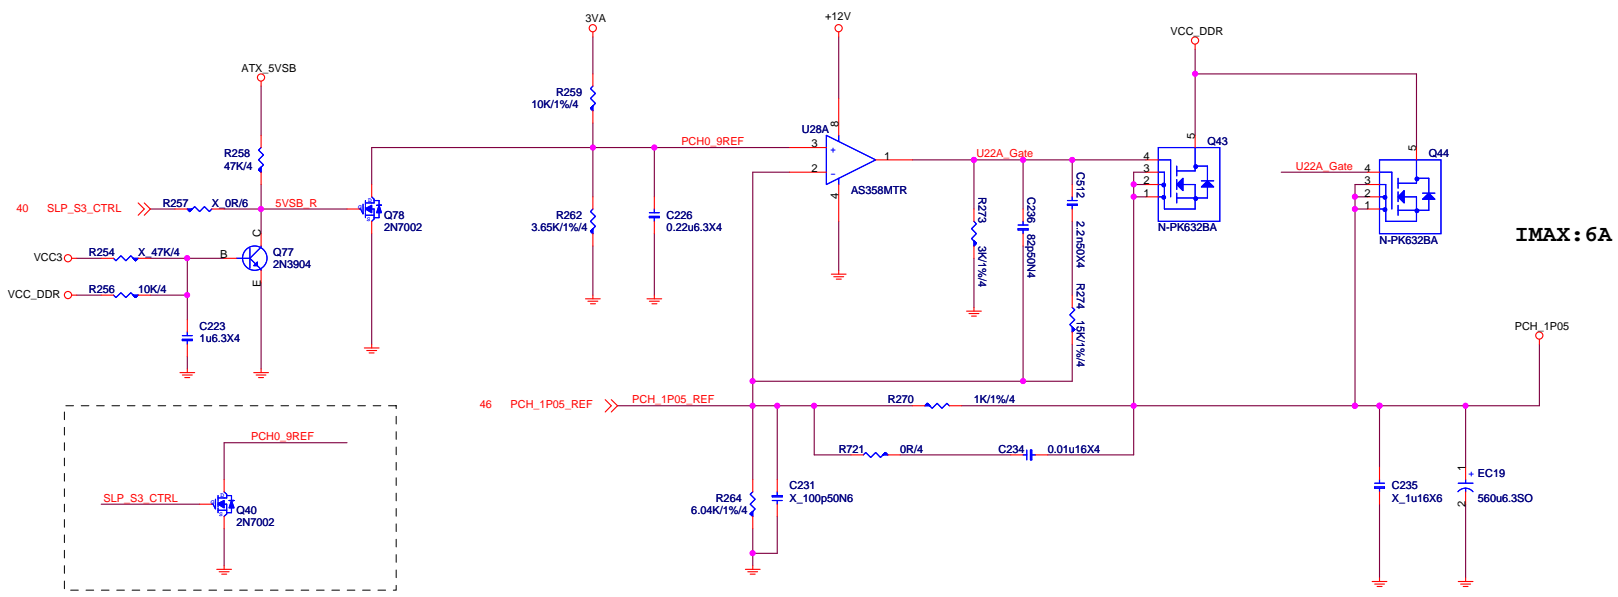 3VA
+12V
VCC_DDR
ATX_5VSB
R259
10K/1%/4
R258
47K/4
U28A
8
3
+
2
-
1
4
AS358MTR
PCH0_9REF
U22A_Gate
5
Q43
4
3
2
1
N-PK632BA
U22A_Gate
5
Q44
4
3
2
1
N-PK632BA
IMAX:6A
40 SLP_S3_CTRL
R257
X_0R/6
5VSB_R
Q78
2N7002
R262
3.65K/1%/4
C226
0.22u6.3X4
R273
3K/1%/4
C236
82p50N4
C512
2.2n50X4
R274
15K/1%/4
VCC3
R254
X_47K/4
B
C
E
Q77
2N3904
VCC_DDR
R256
10K/4
C223
1u6.3X4
PCH_1P05
46 PCH_1P05_REF
PCH_1P05_REF
R270
1K/1%/4
R721
0R/4
C234
0.01u16X4
PCH0_9REF
SLP_S3_CTRL
Q40
2N7002
R264
6.04K/1%/4
C231
X_100p50N6
C235
X_1u16X6
1
+
2
EC19
560u6.3SO